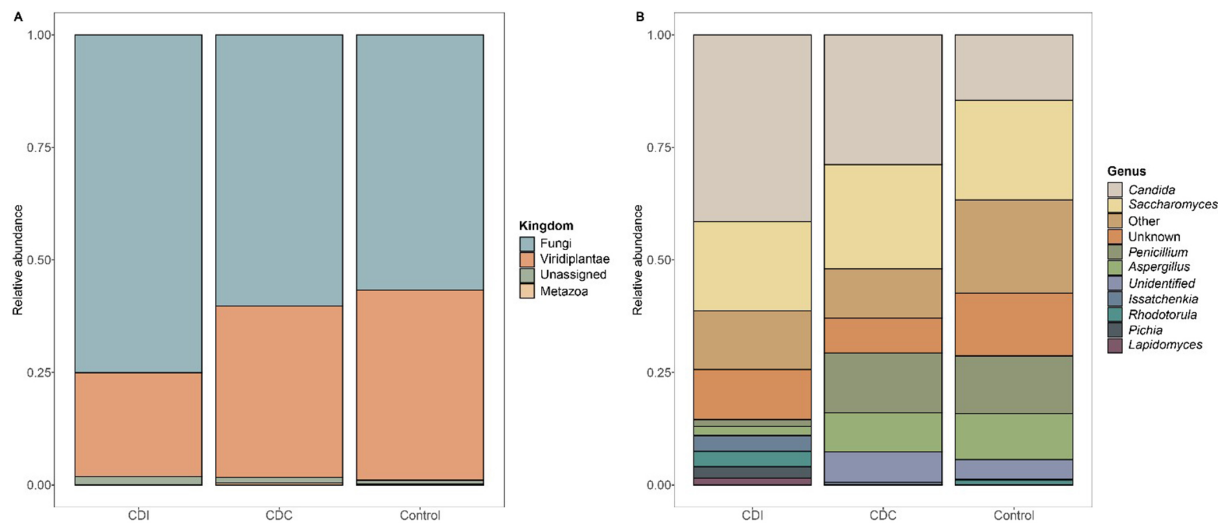 A
1.00
0.75
0.50
0.25
0.00
Relative abundance
CDI
CDC
Control
Kingdom
Fungi
Viridiplantae
Unassigned
Metazoa
B
1.00
0.75
0.50
0.25
0.00
Relative abundance
CDI
CDC
Control
Genus
Candida
Saccharomyces
Other
Unknown
Penicillium
Aspergillus
Unidentified
Issatchenkia
Rhodotorula
Pichia
Lapidomyces